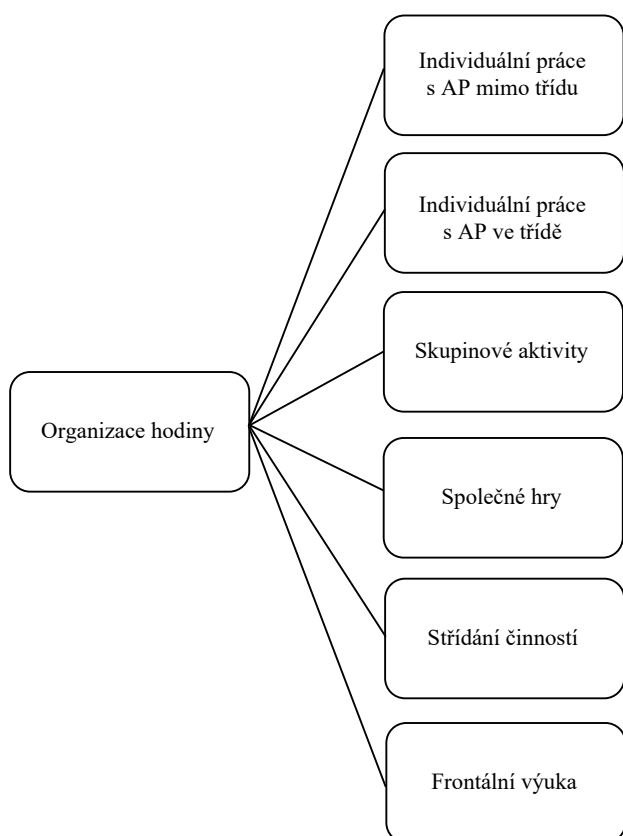 Individuální práce
s AP mimo třídu
Individuální práce
s AP ve třídě
Skupinové aktivity
Organizace hodiny
Společné hry
Střídání činností
Frontální výuka